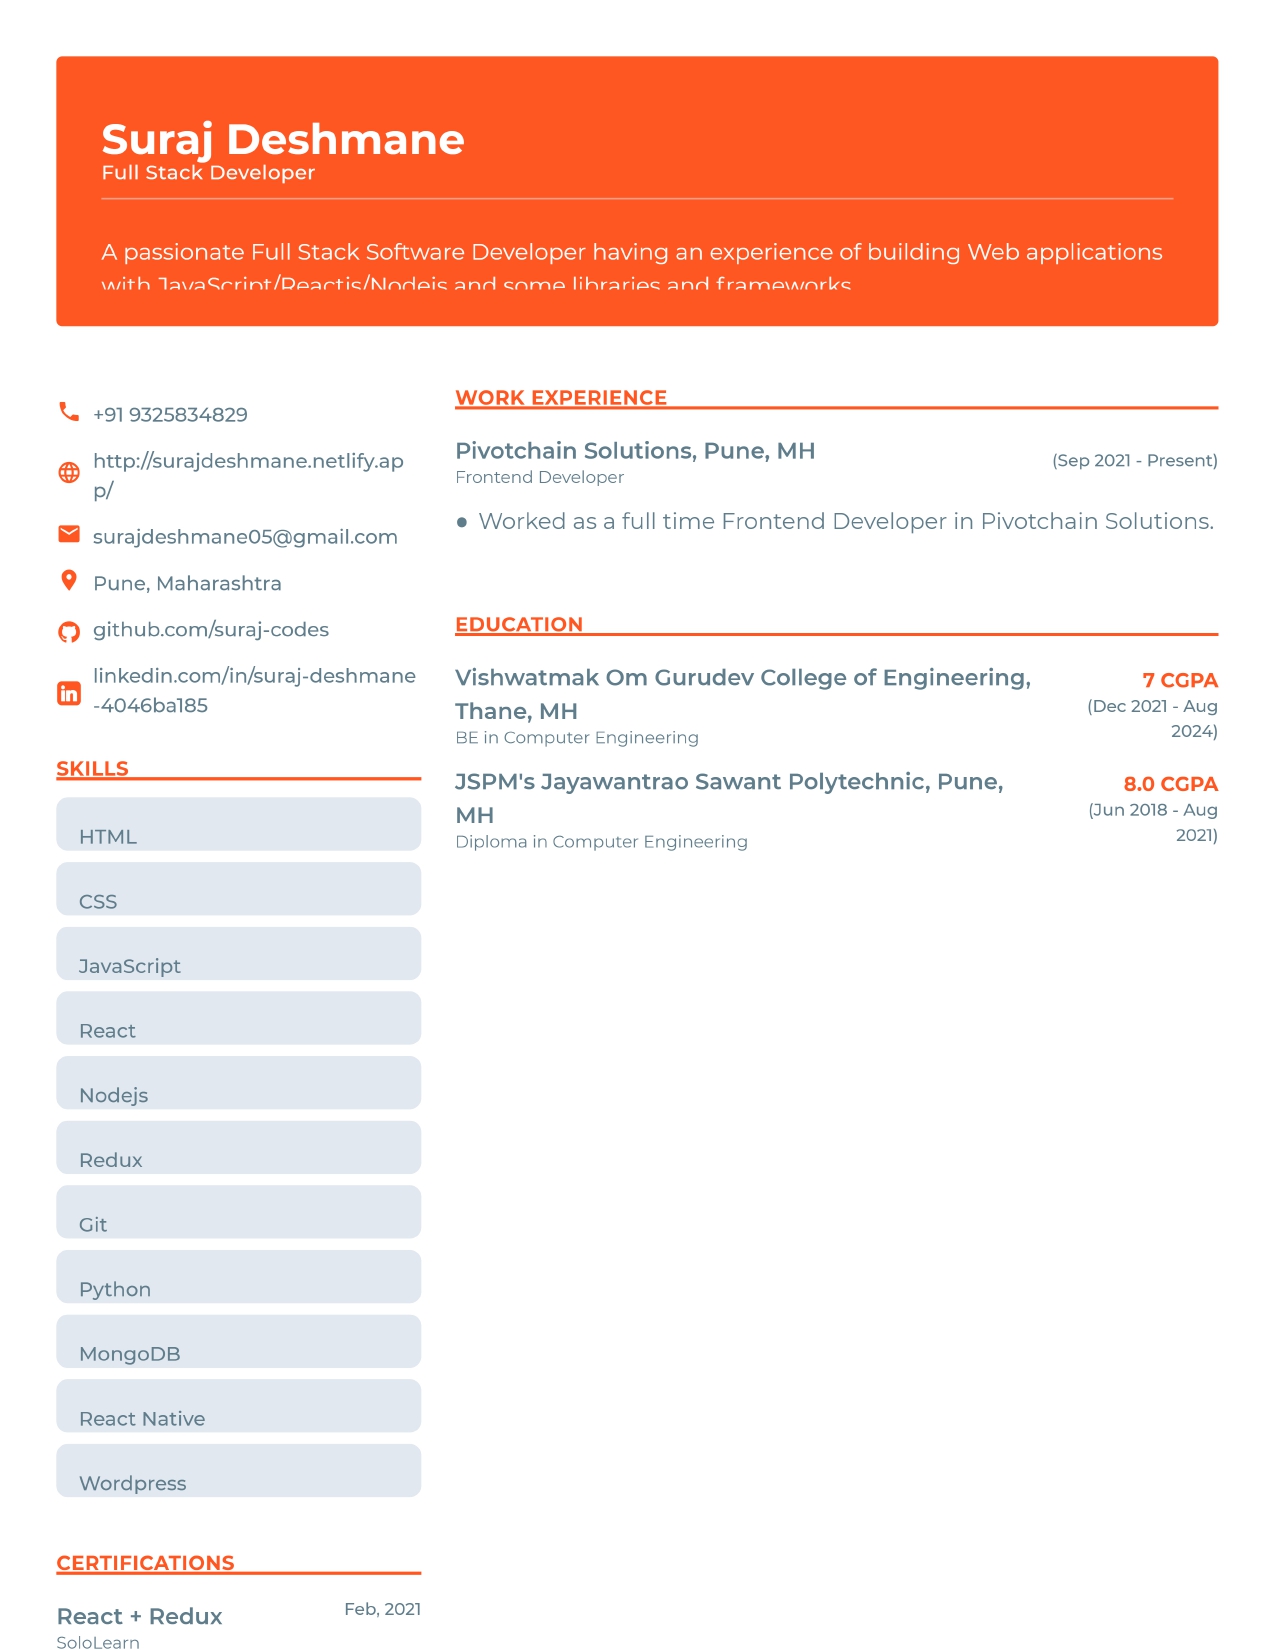 Suraj Deshmane
Full Stack Developer
A passionate Full Stack Software Developer having an experience of building Web applications
with JavaScript/Reactjs/Nodejs and some libraries and frameworks
+91 9325834829
http://surajdeshmane.netlify.ap
p/
surajdeshmane05@gmail.com
Pune, Maharashtra
github.com/suraj-codes
linkedin.com/in/suraj-deshmane
-4046ba185
SKILLS
HTML
CSS
JavaScript
React
Nodejs
Redux
Git
Python
MongoDB
React Native
Wordpress
CERTIFICATIONS
React + Redux
Feb, 2021
SoloLearn
WORK EXPERIENCE
Pivotchain Solutions, Pune, MH
(Sep 2021 - Present)
Frontend Developer
● Worked as a full time Frontend Developer in Pivotchain Solutions.
EDUCATION
Vishwatmak Om Gurudev College of Engineering,
Thane, MH
7 CGPA
(Dec 2021 - Aug
2024)
BE in Computer Engineering
JSPM's Jayawantrao Sawant Polytechnic, Pune,
MH
8.0 CGPA
(Jun 2018 - Aug
2021)
Diploma in Computer Engineering